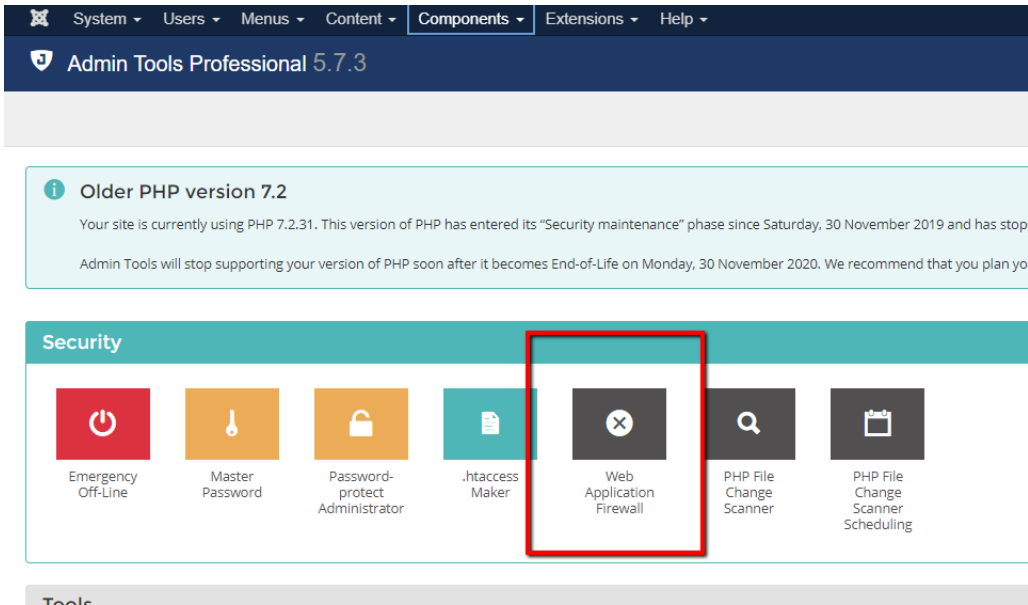 System Users Menus Content Components Extensions Help
Admin Tools Professional 5.7.3
Older PHP version 7.2
Your site is currently using PHP 7.2.31. This version of PHP has entered its “Security maintenance” phase since Saturday, 30 November 2019 and has stop
Admin Tools will stop supporting your version of PHP soon after it becomes End-of-Life on Monday, 30 November 2020. We recommend that you plan yo
Security
Emergency
Off-Line
Master
Password
Password-
protect
Administrator
.htaccess
Maker
Web
Application
Firewall
PHP File
Change
Scanner
PHP File
Change
Scanner
Scheduling
Tools